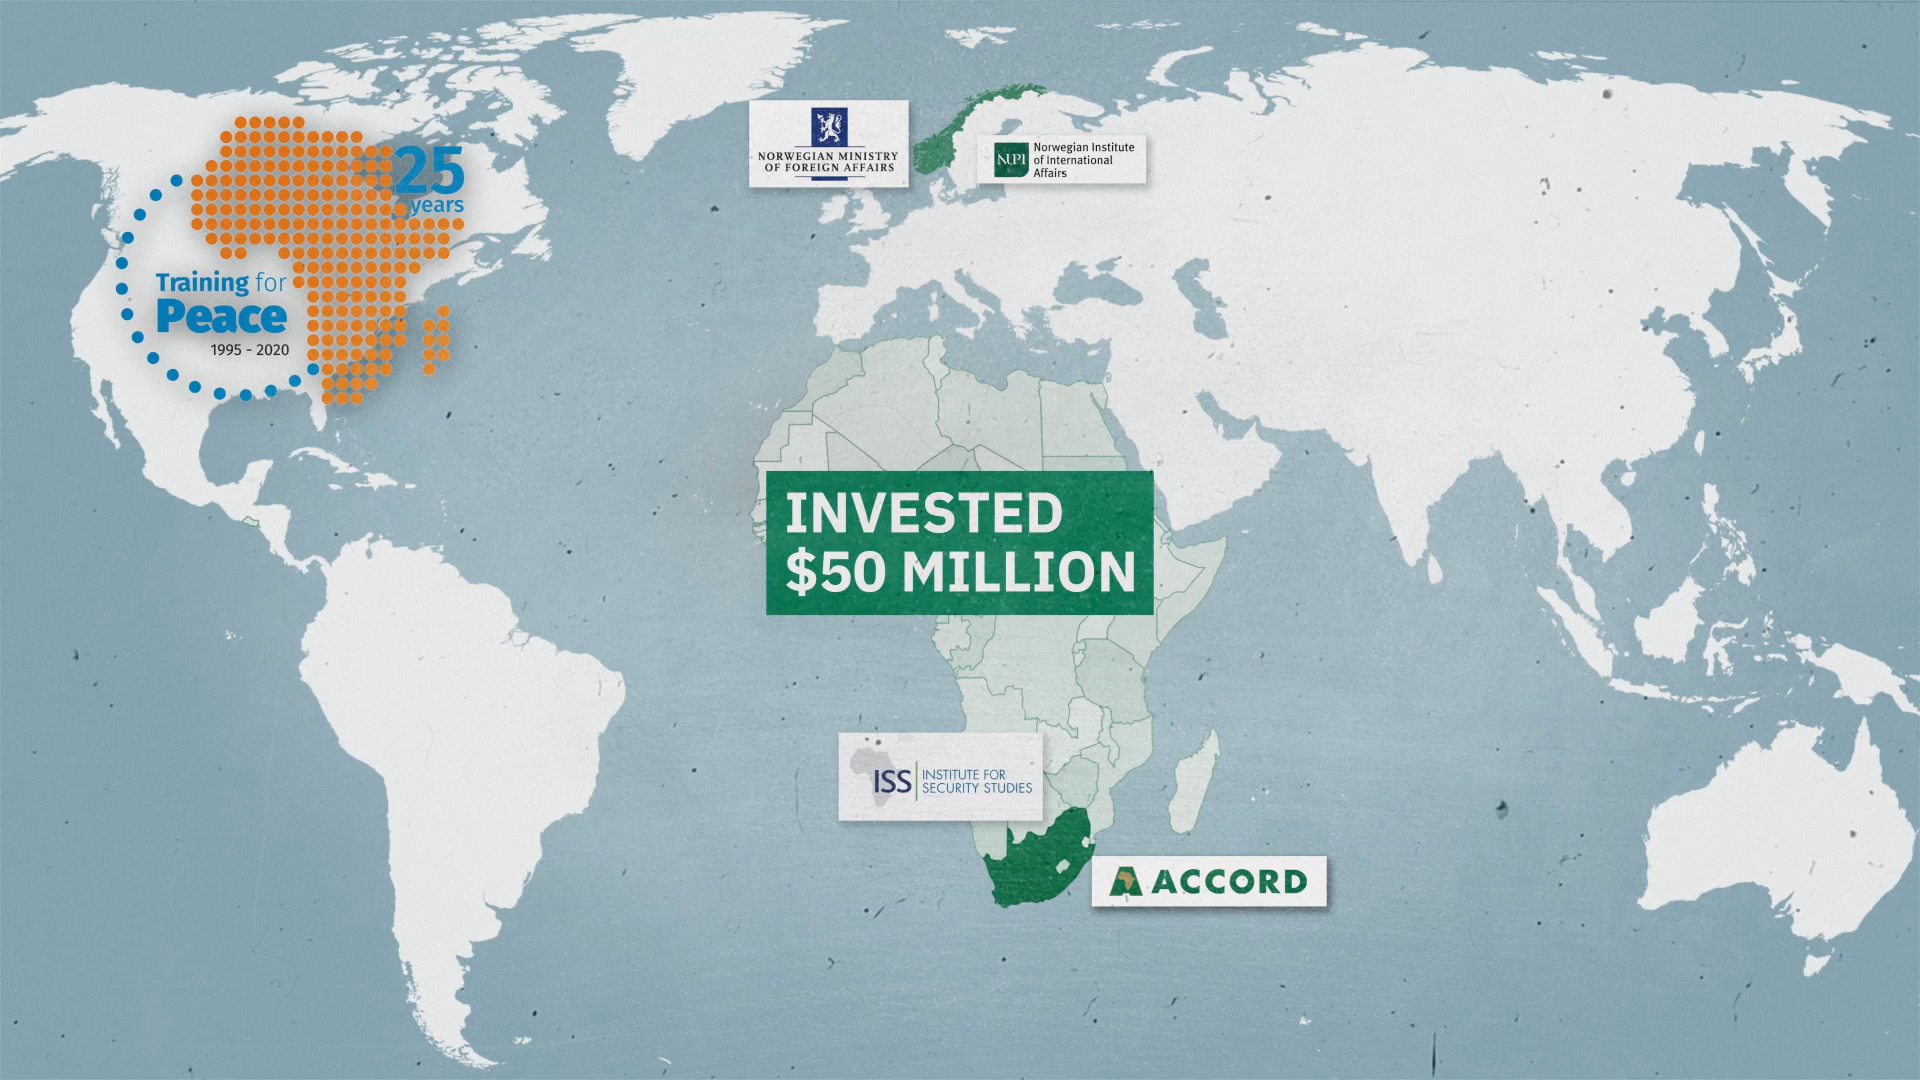 25
years
Training for
Peace
1995 - 2020
NORWEGIAN MINISTRY
OF FOREIGN AFFAIRS
NUPI
Norwegian Institute
of International
Affairs
INVESTED
$50 MILLION
ISS
INSTITUTE FOR
SECURITY STUDIES
ACCORD